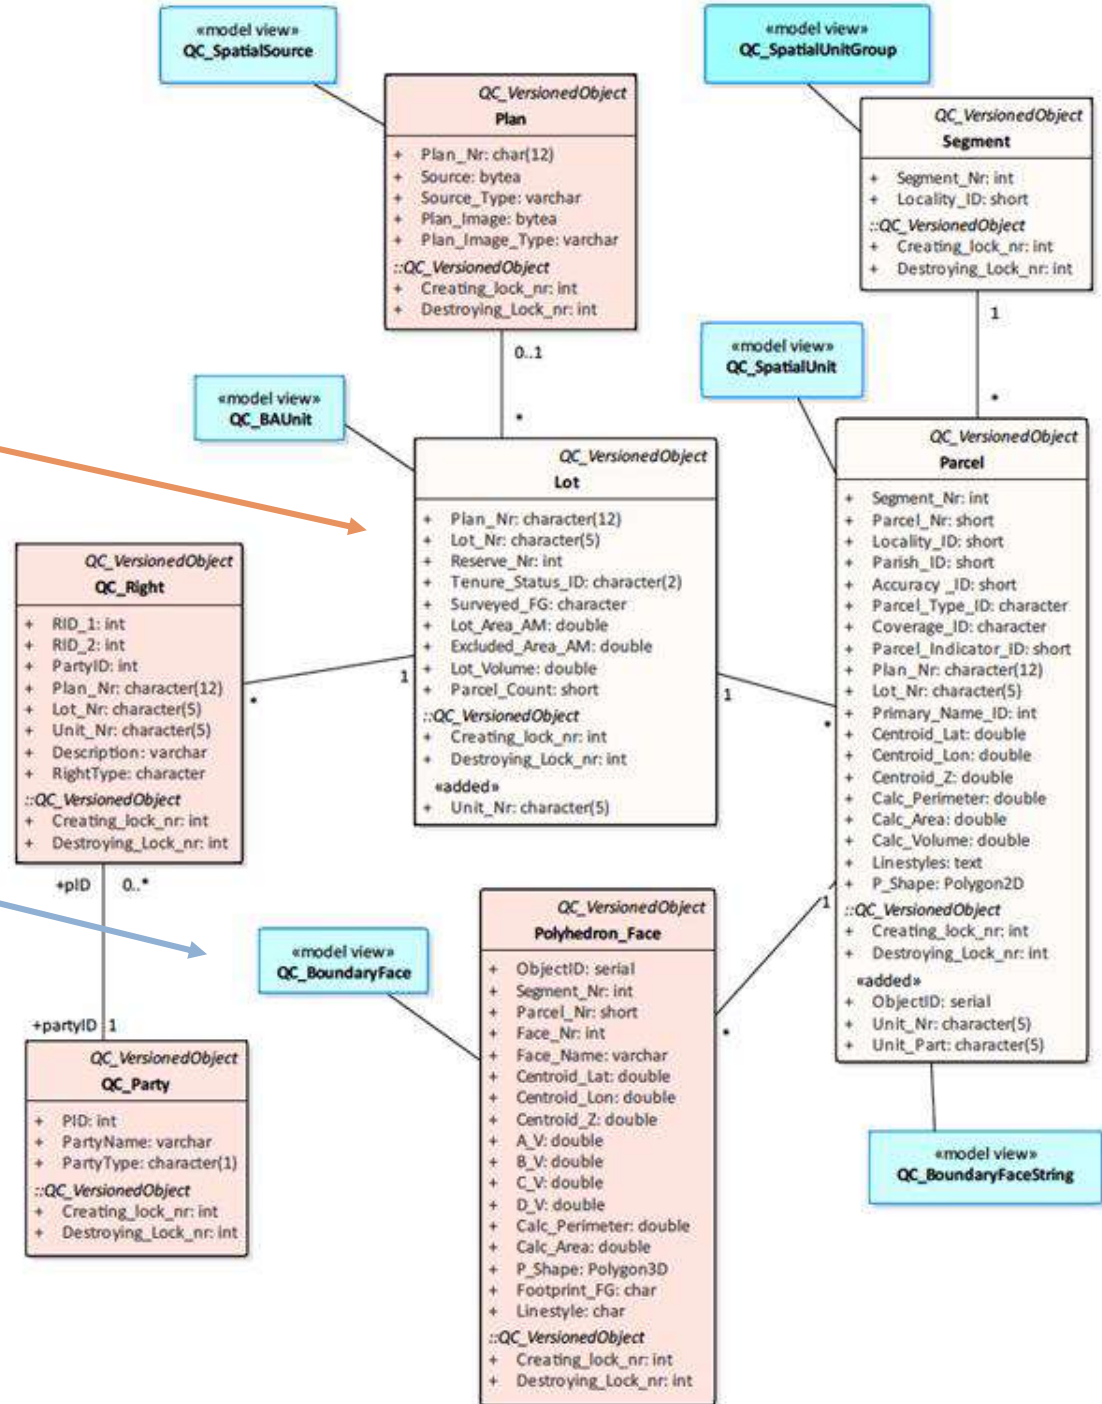 «model view»
QC_SpatialSource
«model view»
QC_SpatialUnitGroup
QC_VersionedObject
Plan
+ Plan_Nr: char(12)
+ Source: bytea
+ Source_Type: varchar
+ Plan_Image: bytea
+ Plan_Image_Type: varchar
::QC_VersionedObject
+ Creating_lock_nr: int
+ Destroying_Lock_nr: int
QC_VersionedObject
Segment
+ Segment_Nr: int
+ Locality_ID: short
::QC_VersionedObject
+ Creating_lock_nr: int
+ Destroying_Lock_nr: int
1
*
0..1
*
«model view»
QC_SpatialUnit
«model view»
QC_BAUnit
QC_VersionedObject
Lot
+ Plan_Nr: character(12)
+ Lot_Nr: character(5)
+ Reserve_Nr: int
+ Tenure_Status_ID: character(2)
+ Surveyed_FG: character
+ Lot_Area_AM: double
+ Excluded_Area_AM: double
+ Lot_Volume: double
+ Parcel_Count: short
::QC_VersionedObject
+ Creating_lock_nr: int
+ Destroying_Lock_nr: int
«added»
+ Unit_Nr: character(5)
QC_VersionedObject
Parcel
+ Segment_Nr: int
+ Parcel_Nr: short
+ Locality_ID: short
+ Parish_ID: short
+ Accuracy _ID: short
+ Parcel_Type_ID: character
+ Coverage_ID: character
+ Parcel_Indicator_ID: short
+ Plan_Nr: character(12)
+ Lot_Nr: character(5)
+ Primary_Name_ID: int
+ Centroid_Lat: double
+ Centroid_Lon: double
+ Centroid_Z: double
+ Calc_Perimeter: double
+ Calc_Area: double
+ Calc_Volume: double
+ Linestyles: text
+ P_Shape: Polygon2D
::QC_VersionedObject
+ Creating_lock_nr: int
+ Destroying_Lock_nr: int
«added»
+ ObjectID: serial
+ Unit_Nr: character(5)
+ Unit_Part: character(5)
QC_VersionedObject
QC_Right
+ RID_1: int
+ RID_2: int
+ PartyID: int
+ Plan_Nr: character(12)
+ Lot_Nr: character(5)
+ Unit_Nr: character(5)
+ Description: varchar
+ RightType: character
::QC_VersionedObject
+ Creating_lock_nr: int
+ Destroying_Lock_nr: int
*
1
1
*
+pID 0..*
+partyID 1
QC_VersionedObject
QC_Party
+ PID: int
+ PartyName: varchar
+ PartyType: character(1)
::QC_VersionedObject
+ Creating_lock_nr: int
+ Destroying_Lock_nr: int
«model view»
QC_BoundaryFace
QC_VersionedObject
Polyhedron_Face
+ ObjectID: serial
+ Segment_Nr: int
+ Parcel_Nr: short
+ Face_Nr: int
+ Face_Name: varchar
+ Centroid_Lat: double
+ Centroid_Lon: double
+ Centroid_Z: double
+ A_V: double
+ B_V: double
+ C_V: double
+ D_V: double
+ Calc_Perimeter: double
+ Calc_Area: double
+ P_Shape: Polygon3D
+ Footprint_FG: char
+ Linestyle: char
::QC_VersionedObject
+ Creating_lock_nr: int
+ Destroying_Lock_nr: int
1
*
«model view»
QC_BoundaryFaceString